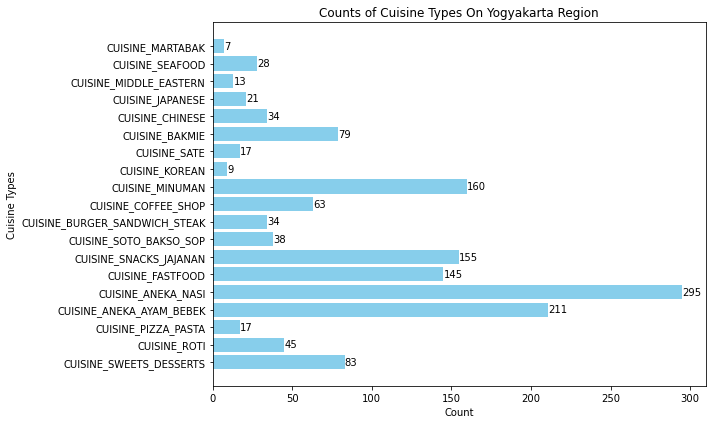 Counts of Cuisine Types On Yogyakarta Region
Cuisine Types
CUISINE_MARTABAK 7
CUISINE_SEAFOOD 28
CUISINE_MIDDLE_EASTERN 13
CUISINE_JAPANESE 21
CUISINE_CHINESE 34
CUISINE_BAKMIE 79
CUISINE_SATE 17
CUISINE_KOREAN 9
CUISINE_MINUMAN 160
CUISINE_COFFEE_SHOP 63
CUISINE_BURGER_SANDWICH_STEAK 34
CUISINE_SOTO_BAKSO_SOP 38
CUISINE_SNACKS_JAJANAN 155
CUISINE_FASTFOOD 145
CUISINE_ANEKA_NASI 295
CUISINE_ANEKA_AYAM_BEBEK 211
CUISINE_PIZZA_PASTA 17
CUISINE_ROTI 45
CUISINE_SWEETS_DESSERTS 83
0 50 100 150 200 250 300
Count